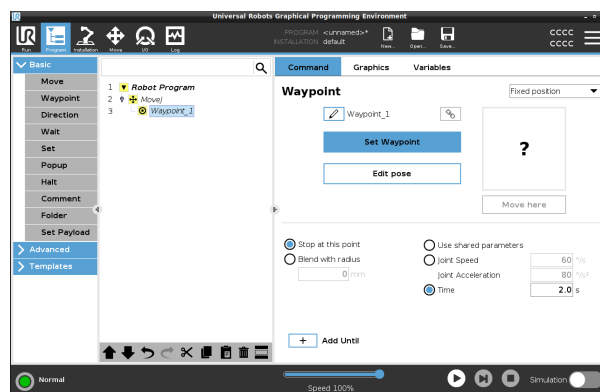 Universal Robots Graphical Programming Environment
Run Program Installation Move I/O Log
PROGRAM <unnamed>*
INSTALLATION default
New... Open... Save...
CCCC
CCCC
Basic
Move
Waypoint
Direction
Wait
Set
Popup
Halt
Comment
Folder
Set Payload
Advanced
Templates
1 Robot Program
2 MoveJ
3 Waypoint_1
Command Graphics Variables
Waypoint
Fixed position
Waypoint_1
Set Waypoint
Edit pose
?
Move here
Stop at this point
Blend with radius
0 mm
Use shared parameters
Joint Speed 60 °/s
Joint Acceleration 80 °/s²
Time 2.0 s
+ Add Until
Normal
Speed 100%
Simulation